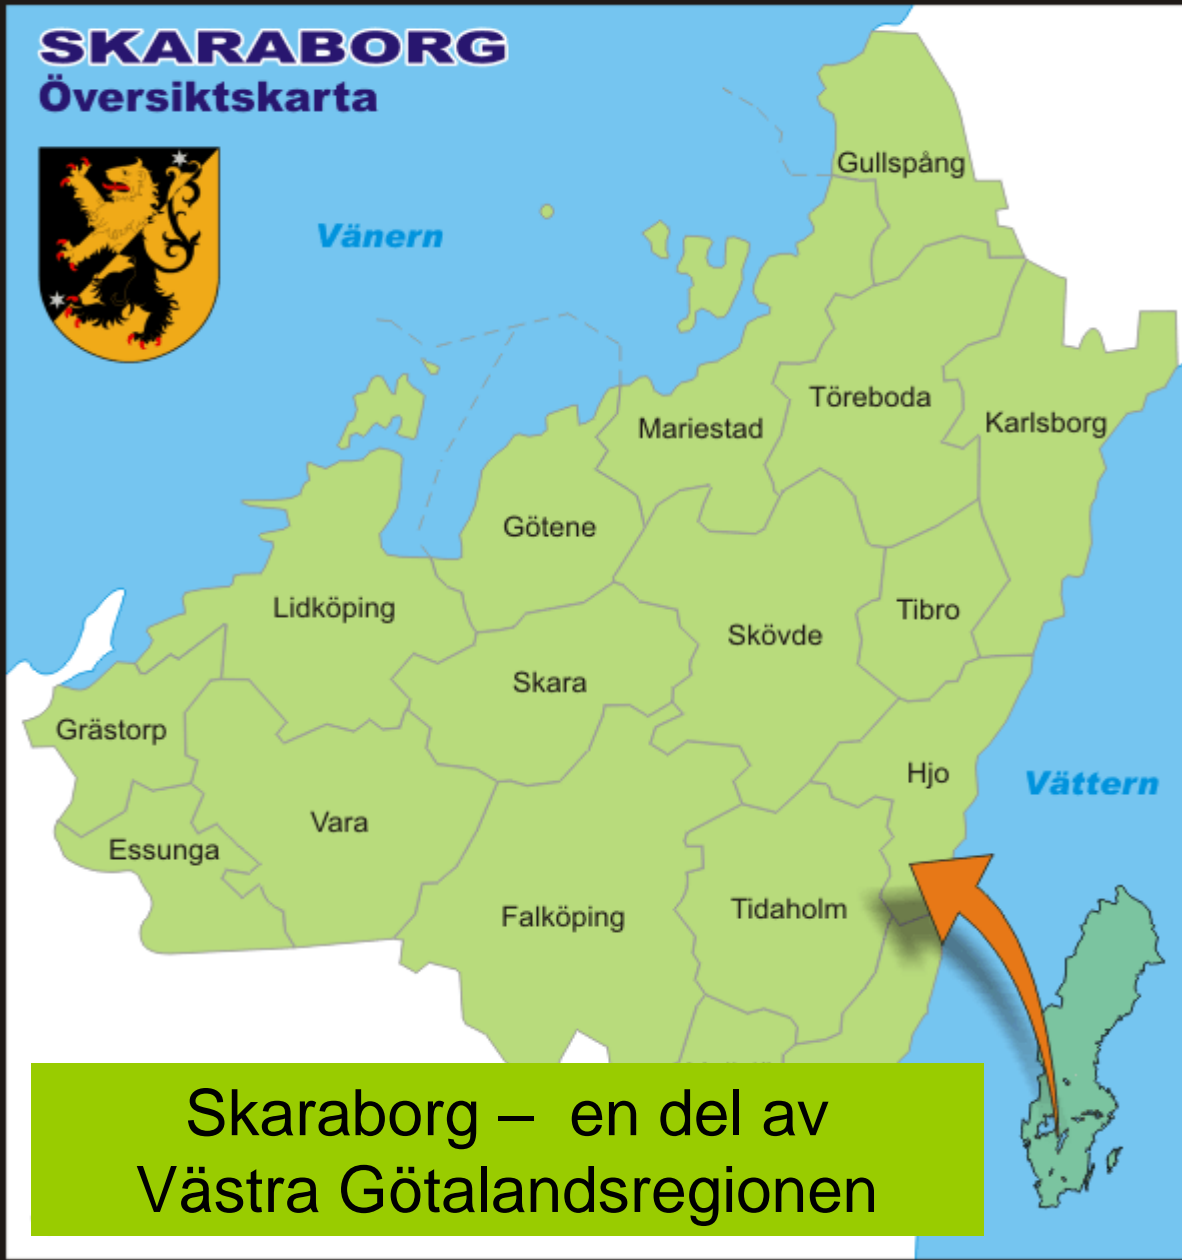 SKARABORG
Översiktskarta
Gullspång
Vänern
Töreboda
Karlsborg
Mariestad
Götene
Lidköping
Tibro
Skövde
Skara
Grästorp
Hjo
Vättern
Vara
Essunga
Tidaholm
Falköping
Skaraborg – en del av
Västra Götalandsregionen